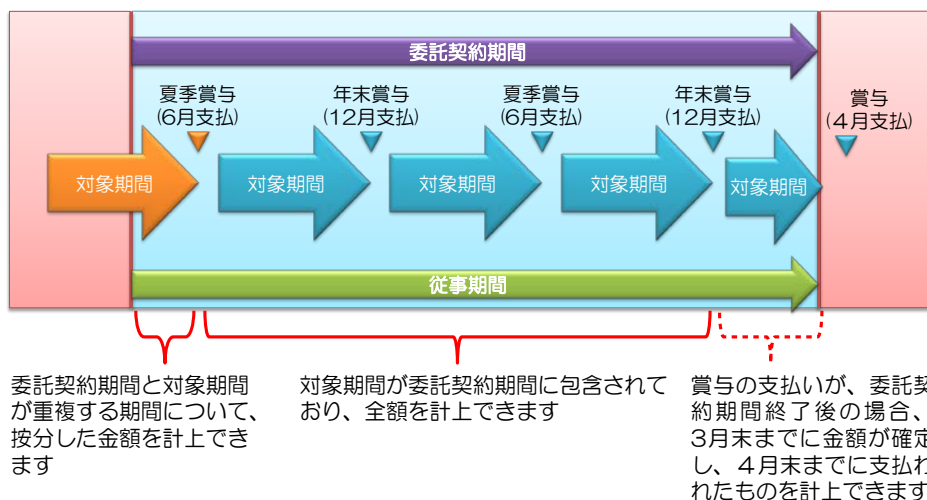 委託契約期間
夏季賞与
(6月支払)
年末賞与
(12月支払)
夏季賞与
(6月支払)
年末賞与
(12月支払)
賞与
(4月支払)
対象期間
対象期間
対象期間
対象期間
対象期間
従事期間
委託契約期間と対象期間
が重複する期間について、
按分した金額を計上でき
ます
対象期間が委託契約期間に包含されて
おり、全額を計上できます
賞与の支払いが、委託契
約期間終了後の場合、
3月末までに金額が確定
し、4月末までに支払わ
れたものを計上できます